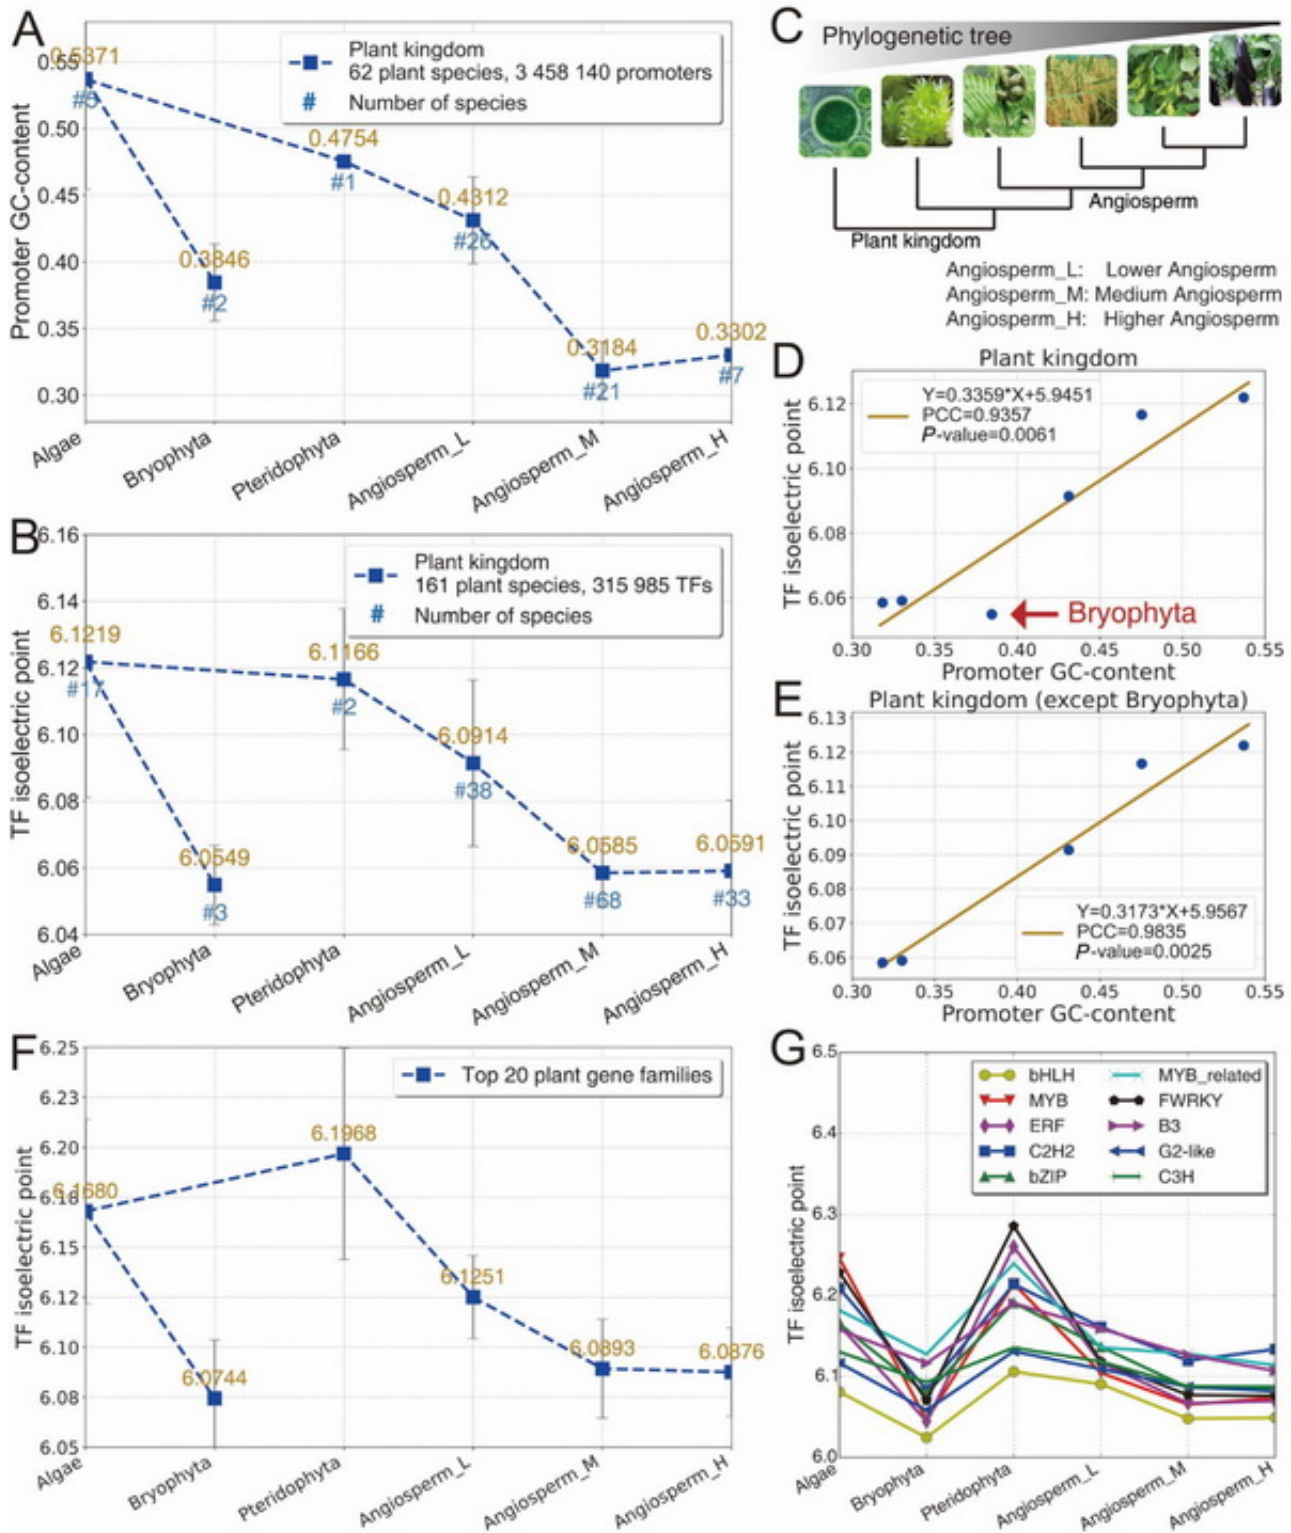 A
Plant kingdom
62 plant species, 3 458 140 promoters
# Number of species
Promoter GC-content
0.55
0.50
0.45
0.40
0.35
0.30
0.5371
#5
0.3846
#2
0.4754
#1
0.4312
#26
0.3184
#21
0.3302
#7
Algae
Bryophyta
Pteridophyta
Angiosperm_L
Angiosperm_M
Angiosperm_H
B
Plant kingdom
161 plant species, 315 985 TFs
# Number of species
TF isoelectric point
6.16
6.14
6.12
6.10
6.08
6.06
6.04
6.1219
#17
6.0549
#3
6.1166
#2
6.0914
#38
6.0585
#68
6.0591
#33
Algae
Bryophyta
Pteridophyta
Angiosperm_L
Angiosperm_M
Angiosperm_H
F
Top 20 plant gene families
TF isoelectric point
6.25
6.23
6.20
6.18
6.15
6.12
6.10
6.08
6.05
6.1680
6.0744
6.1968
6.1251
6.0893
6.0876
Algae
Bryophyta
Pteridophyta
Angiosperm_L
Angiosperm_M
Angiosperm_H
C
Phylogenetic tree
Angiosperm
Plant kingdom
Angiosperm_L: Lower Angiosperm
Angiosperm_M: Medium Angiosperm
Angiosperm_H: Higher Angiosperm
D
Plant kingdom
Y=0.3359*X+5.9451
PCC=0.9357
P-value=0.0061
TF isoelectric point
6.12
6.10
6.08
6.06
Bryophyta
0.30 0.35 0.40 0.45 0.50 0.55
Promoter GC-content
E
Plant kingdom (except Bryophyta)
TF isoelectric point
6.13
6.12
6.11
6.10
6.09
6.08
6.07
6.06
Y=0.3173*X+5.9567
PCC=0.9835
P-value=0.0025
0.30 0.35 0.40 0.45 0.50 0.55
Promoter GC-content
G
TF isoelectric point
6.5
6.4
6.3
6.2
6.1
6.0
bHLH
MYB
ERF
C2H2
bZIP
MYB_related
FWRKY
B3
G2-like
C3H
Algae
Bryophyta
Pteridophyta
Angiosperm_L
Angiosperm_M
Angiosperm_H